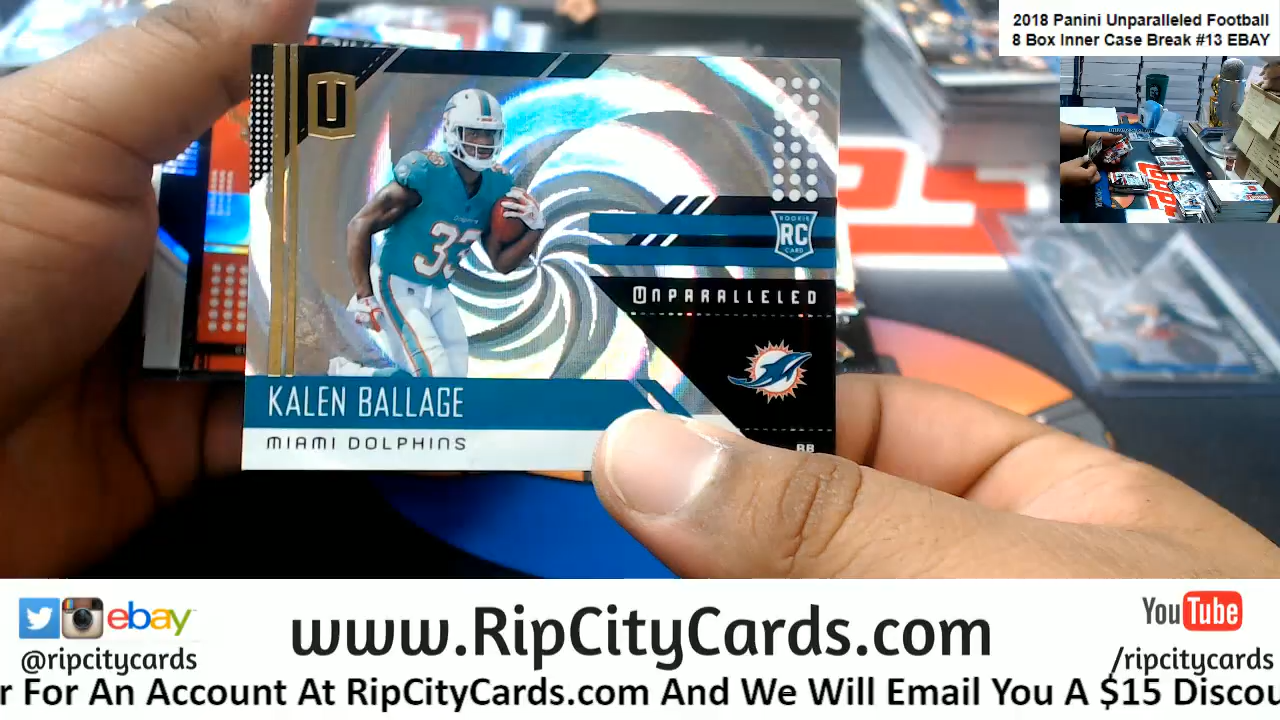 2018 Panini Unparalleled Football
8 Box Inner Case Break #13 EBAY
U
33
ROOKIE
RC
CARD
UNPARALLELED
KALEN BALLAGE
MIAMI DOLPHINS
RB
ebay
@ripcitycards
www.RipCityCards.com
YouTube
/ripcitycards
r For An Account At RipCityCards.com And We Will Email You A $15 Discou